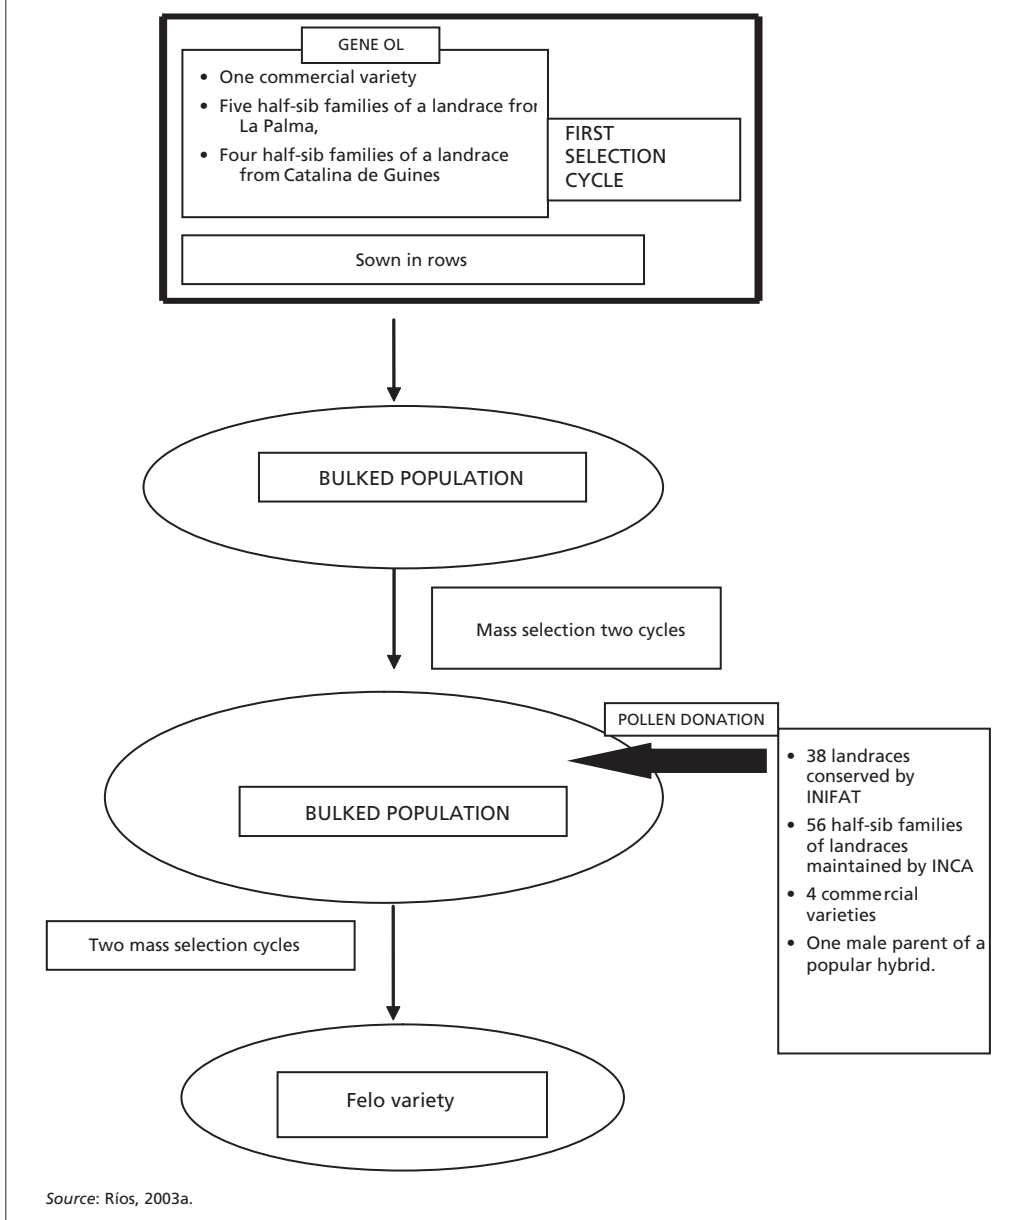 GENE OL
• One commercial variety
• Five half-sib families of a landrace fror
La Palma,
• Four half-sib families of a landrace
from Catalina de Guines
FIRST
SELECTION
CYCLE
Sown in rows
BULKED POPULATION
Mass selection two cycles
POLLEN DONATION
• 38 landraces
conserved by
INIFAT
• 56 half-sib families
of landraces
maintained by INCA
• 4 commercial
varieties
• One male parent of a
popular hybrid.
BULKED POPULATION
Two mass selection cycles
Felo variety
Source: Ríos, 2003a.